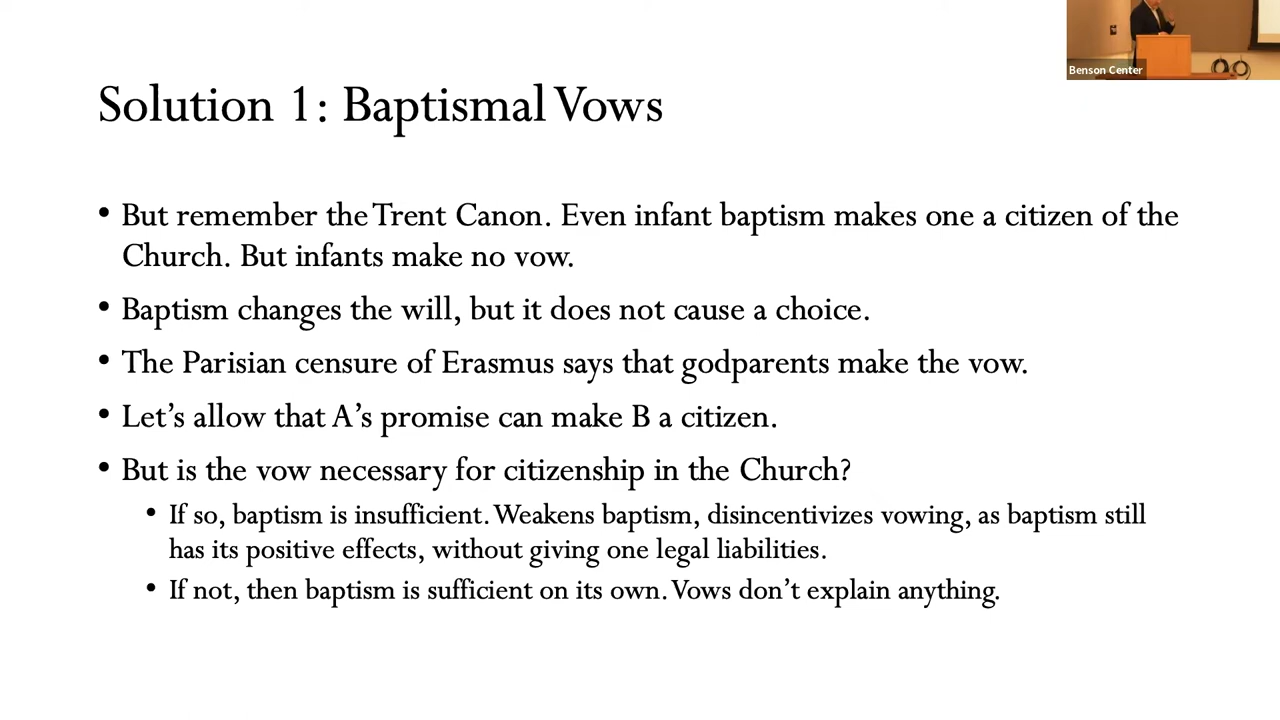 Benson Center
Solution 1: Baptismal Vows
• But remember the Trent Canon. Even infant baptism makes one a citizen of the
Church. But infants make no vow.
• Baptism changes the will, but it does not cause a choice.
• The Parisian censure of Erasmus says that godparents make the vow.
• Let's allow that A's promise can make B a citizen.
• But is the vow necessary for citizenship in the Church?
• If so, baptism is insufficient. Weakens baptism, disincentivizes vowing, as baptism still
has its positive effects, without giving one legal liabilities.
• If not, then baptism is sufficient on its own. Vows don't explain anything.